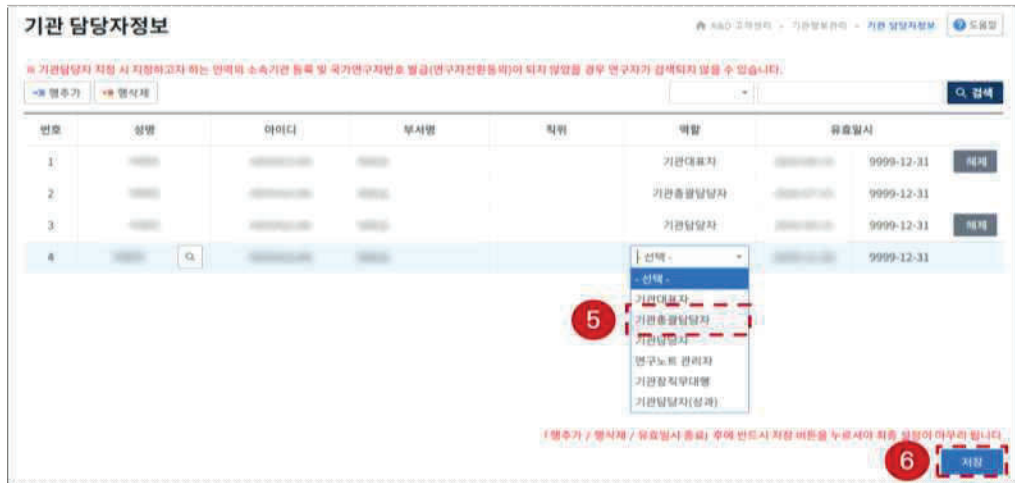 기관 담당자정보
R&D 고객센터 - 기관정보관리 - 기관 담당자정보 도움말
※ 기관담당자 지정 시 지정하고자 하는 인력의 소속기관 등록 및 국가연구자번호 발급(연구자전환동의)이 되지 않았을 경우 연구자가 검색되지 않을 수 있습니다.
행추가 행삭제 검색
번호 성명 아이디 부서명 직위 역할 유효일시
1 기관대표자 9999-12-31 해제
2 기관총괄담당자 9999-12-31
3 기관담당자 9999-12-31 해제
4 - 선택 - 9999-12-31
- 선택 -
기관대표자
5 기관총괄담당자
기관담당자
연구노트 관리자
기관장직무대행
기관담당자(성과)
「행추가 / 행삭제 / 유효일시 종료」 후에 반드시 저장 버튼을 누르셔야 최종 설정이 마무리 됩니다
6 저장